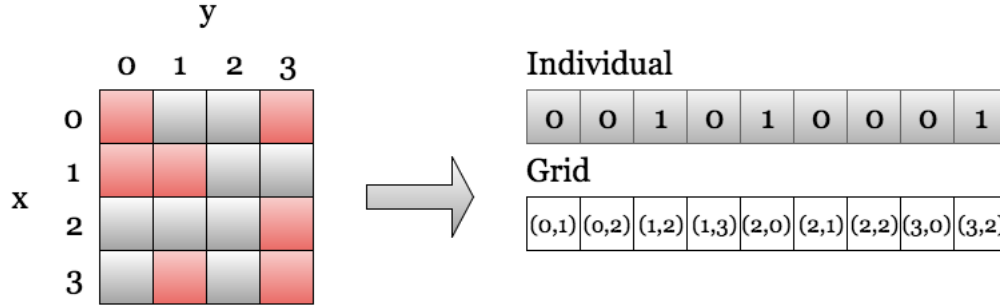 y
0 1 2 3
0
1
x
2
3
Individual
0 0 1 0 1 0 0 0 1
Grid
(0,1) (0,2) (1,2) (1,3) (2,0) (2,1) (2,2) (3,0) (3,2)